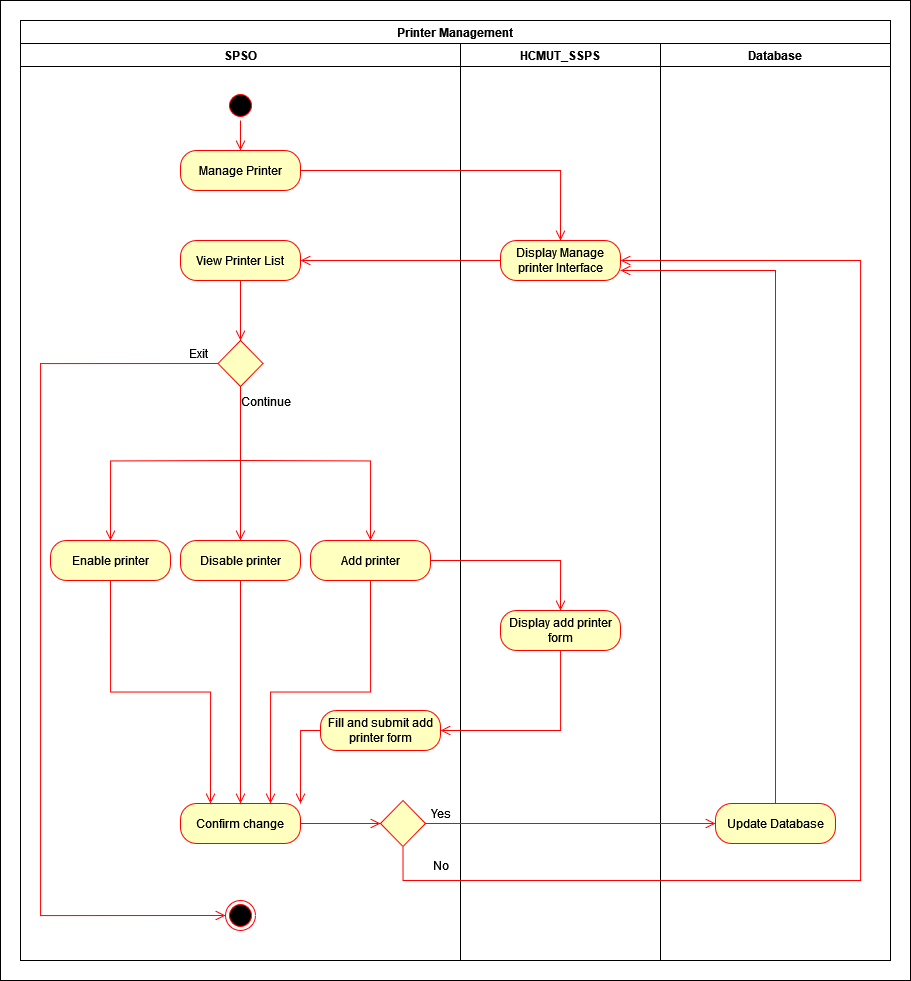 Printer Management
SPSO
HCMUT_SSPS
Database
Manage Printer
View Printer List
Display Manage
printer Interface
Exit
Continue
Enable printer
Disable printer
Add printer
Display add printer
form
Fill and submit add
printer form
Confirm change
Yes
Update Database
No